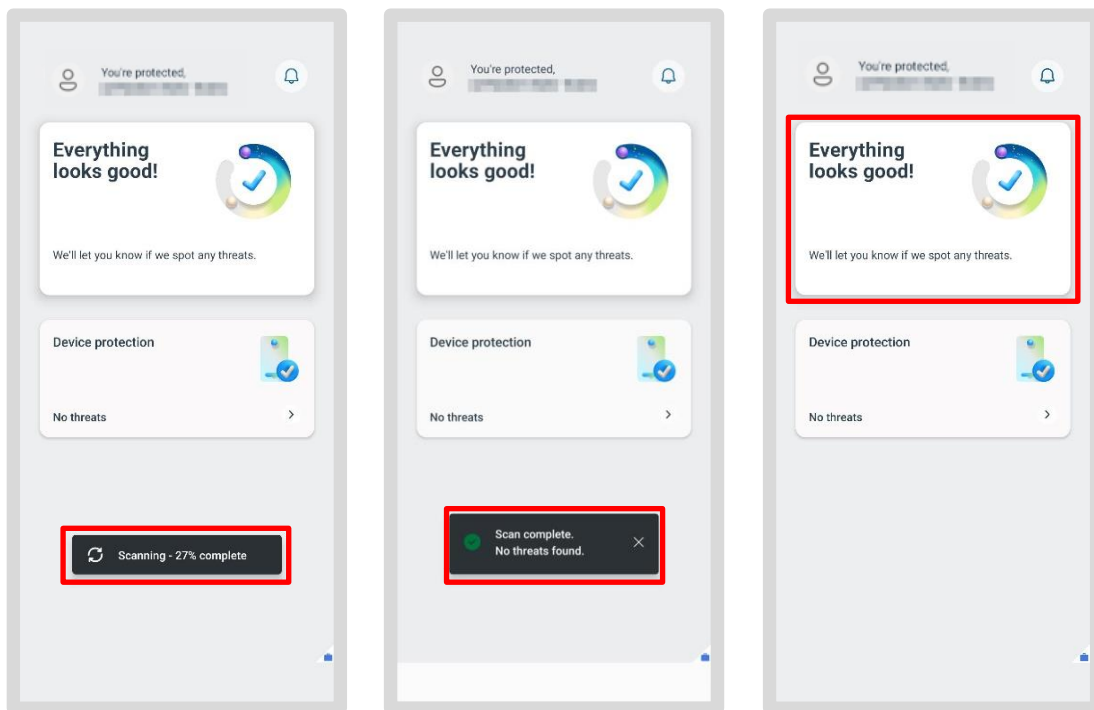 You're protected,
Everything
looks good!
We'll let you know if we spot any threats.
Device protection
No threats
Scanning - 27% complete
You're protected,
Everything
looks good!
We'll let you know if we spot any threats.
Device protection
No threats
Scan complete.
No threats found.
You're protected,
Everything
looks good!
We'll let you know if we spot any threats.
Device protection
No threats